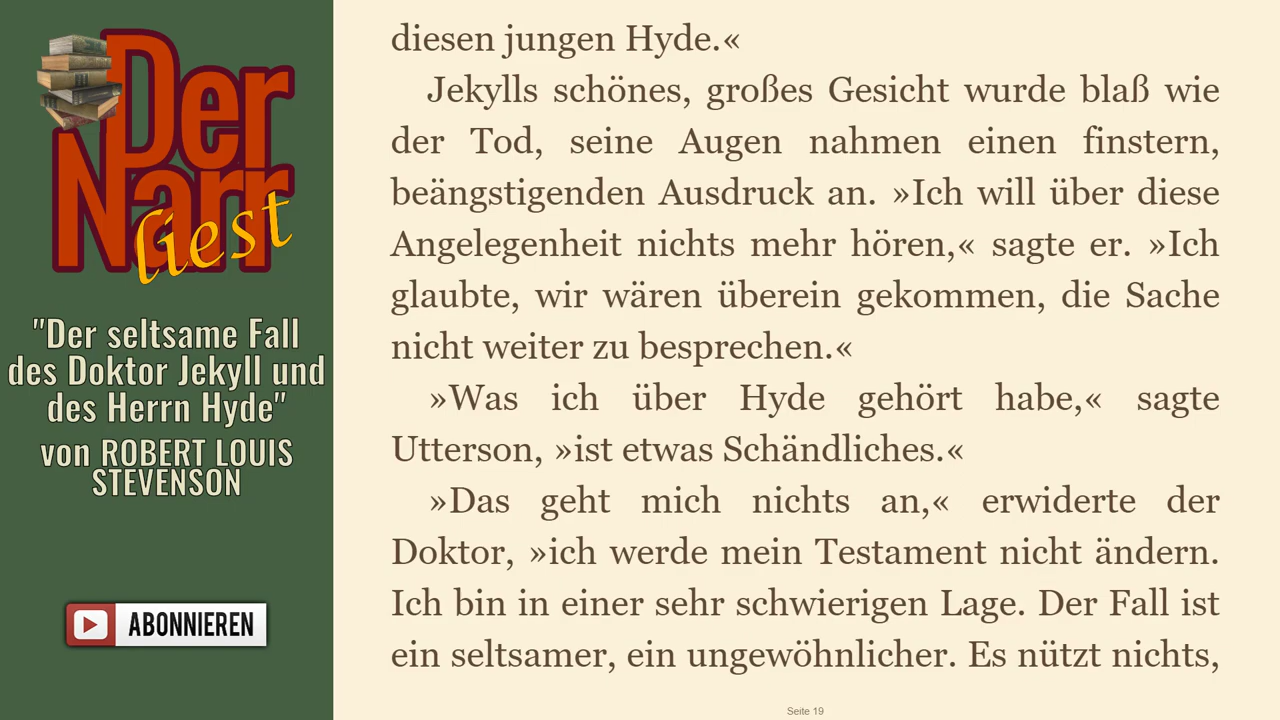 Der
Narr
liest
"Der seltsame Fall
des Doktor Jekyll und
des Herrn Hyde"
von ROBERT LOUIS
STEVENSON
ABONNIEREN
diesen jungen Hyde.«
Jekylls schönes, großes Gesicht wurde blaß wie
der Tod, seine Augen nahmen einen finstern,
beängstigenden Ausdruck an. »Ich will über diese
Angelegenheit nichts mehr hören,« sagte er. »Ich
glaubte, wir wären überein gekommen, die Sache
nicht weiter zu besprechen.«
»Was ich über Hyde gehört habe,« sagte
Utterson, »ist etwas Schändliches.«
»Das geht mich nichts an,« erwiderte der
Doktor, »ich werde mein Testament nicht ändern.
Ich bin in einer sehr schwierigen Lage. Der Fall ist
ein seltsamer, ein ungewöhnlicher. Es nützt nichts,
Seite 19